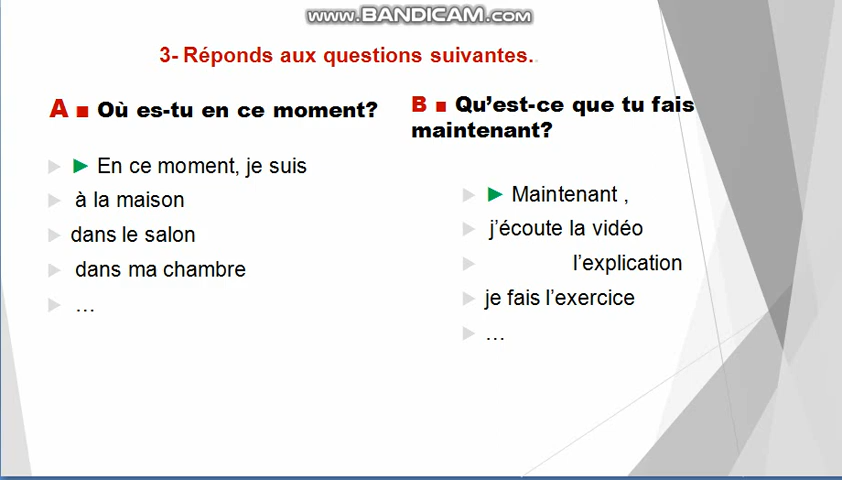 www.BANDICAM.com
3- Réponds aux questions suivantes..
A ■ Où es-tu en ce moment?
► En ce moment, je suis
à la maison
dans le salon
dans ma chambre
…
B ■ Qu’est-ce que tu fais
maintenant?
► Maintenant ,
j’écoute la vidéo
l’explication
je fais l’exercice
…